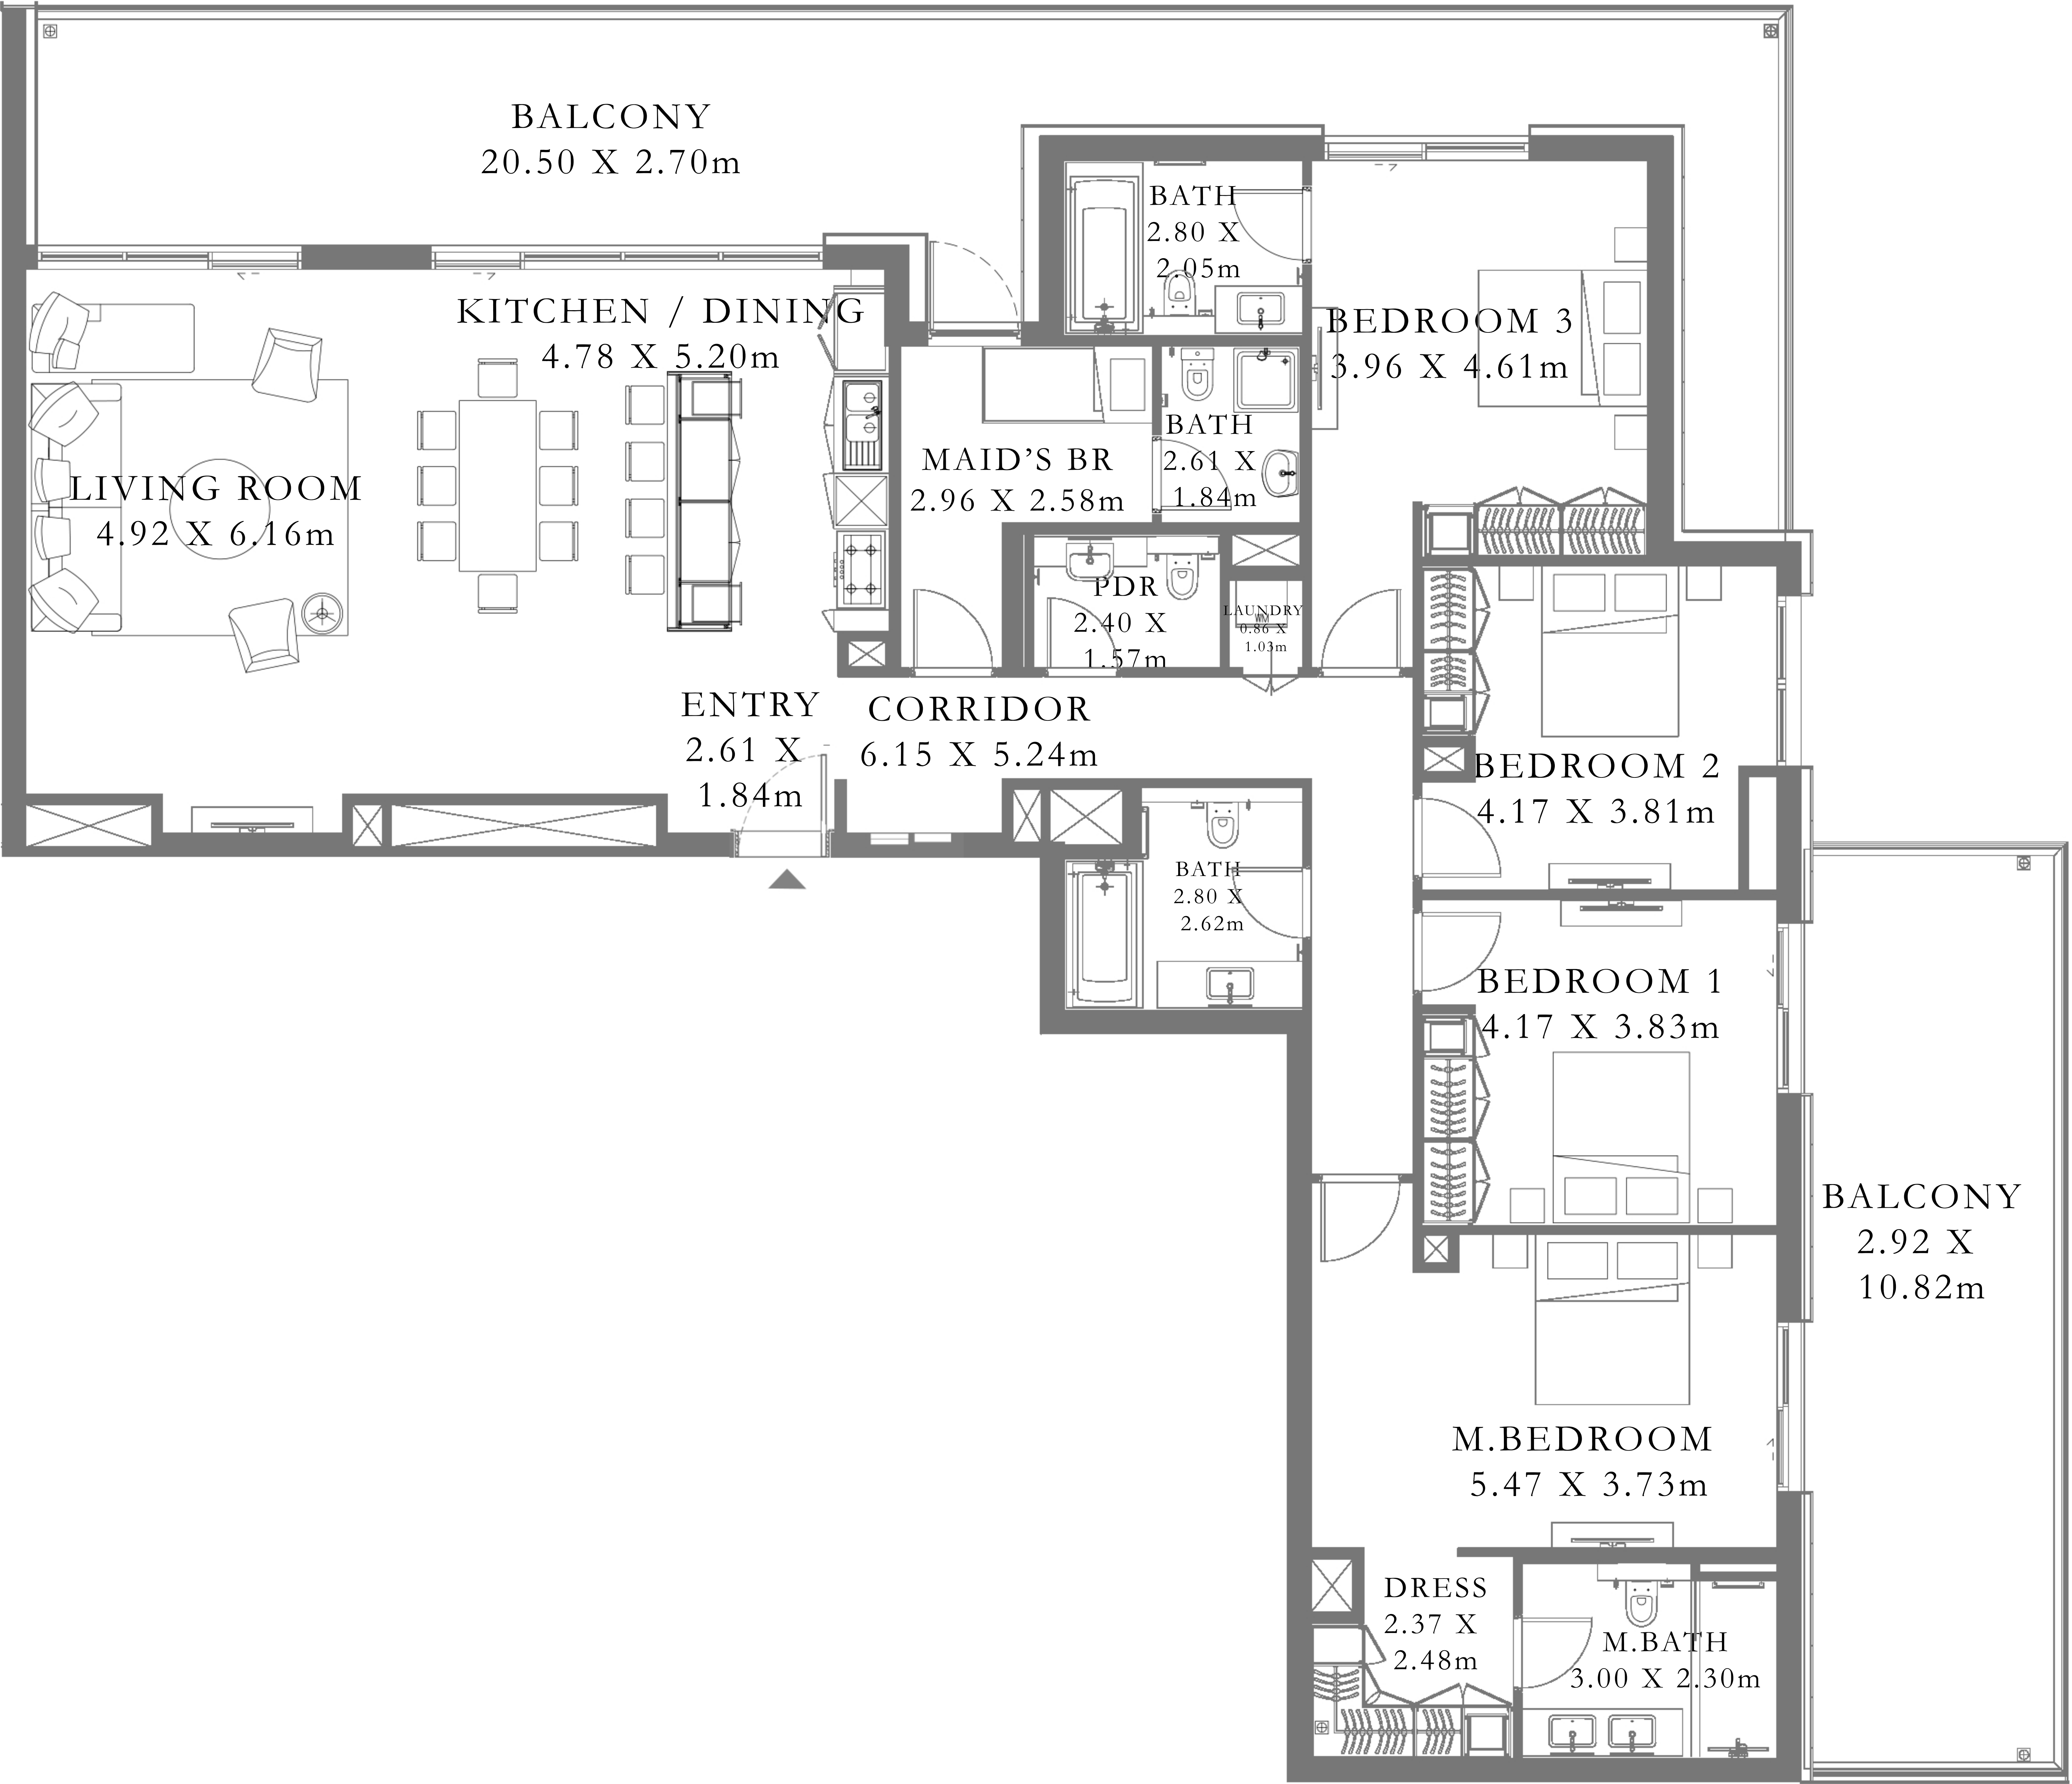 BALCONY
20.50 X 2.70m
BATH
2.80 X
2.05m
KITCHEN / DINING
4.78 X 5.20m
BEDROOM 3
3.96 X 4.61m
LIVING ROOM
4.92 X 6.16m
MAID’S BR
2.96 X 2.58m
BATH
2.61 X
1.84m
PDR
2.40 X
1.57m
LAUNDRY
WM
0.86 X
1.03m
ENTRY
2.61 X
1.84m
CORRIDOR
6.15 X 5.24m
BEDROOM 2
4.17 X 3.81m
BATH
2.80 X
2.62m
BEDROOM 1
4.17 X 3.83m
BALCONY
2.92 X
10.82m
M.BEDROOM
5.47 X 3.73m
DRESS
2.37 X
2.48m
M.BATH
3.00 X 2.30m